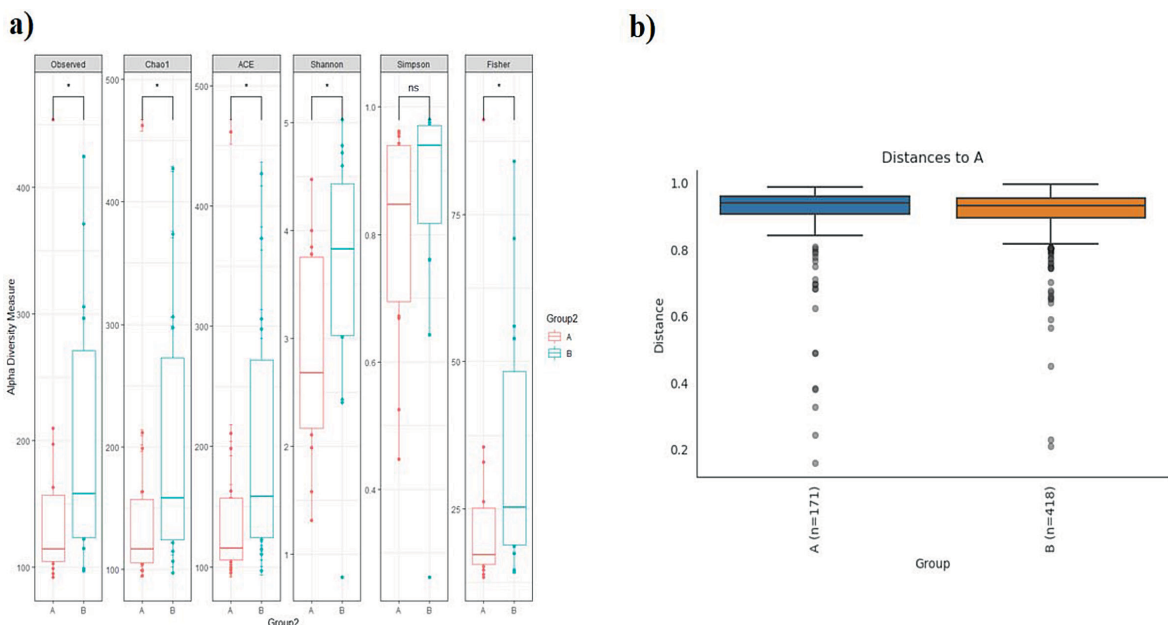 a)
b)
Observed Chao1 ACE Shannon Simpson Fisher
* * * * ns *
Alpha Diversity Measure
400
300
200
100
500
400
300
200
100
500
400
300
200
100
5
4
3
2
1
1.0
0.8
0.6
0.4
75
50
25
A B A B A B A B A B A B
Group2
Group2
A
B
Distances to A
Distance
1.0
0.8
0.6
0.4
0.2
A (n=171)
B (n=418)
Group